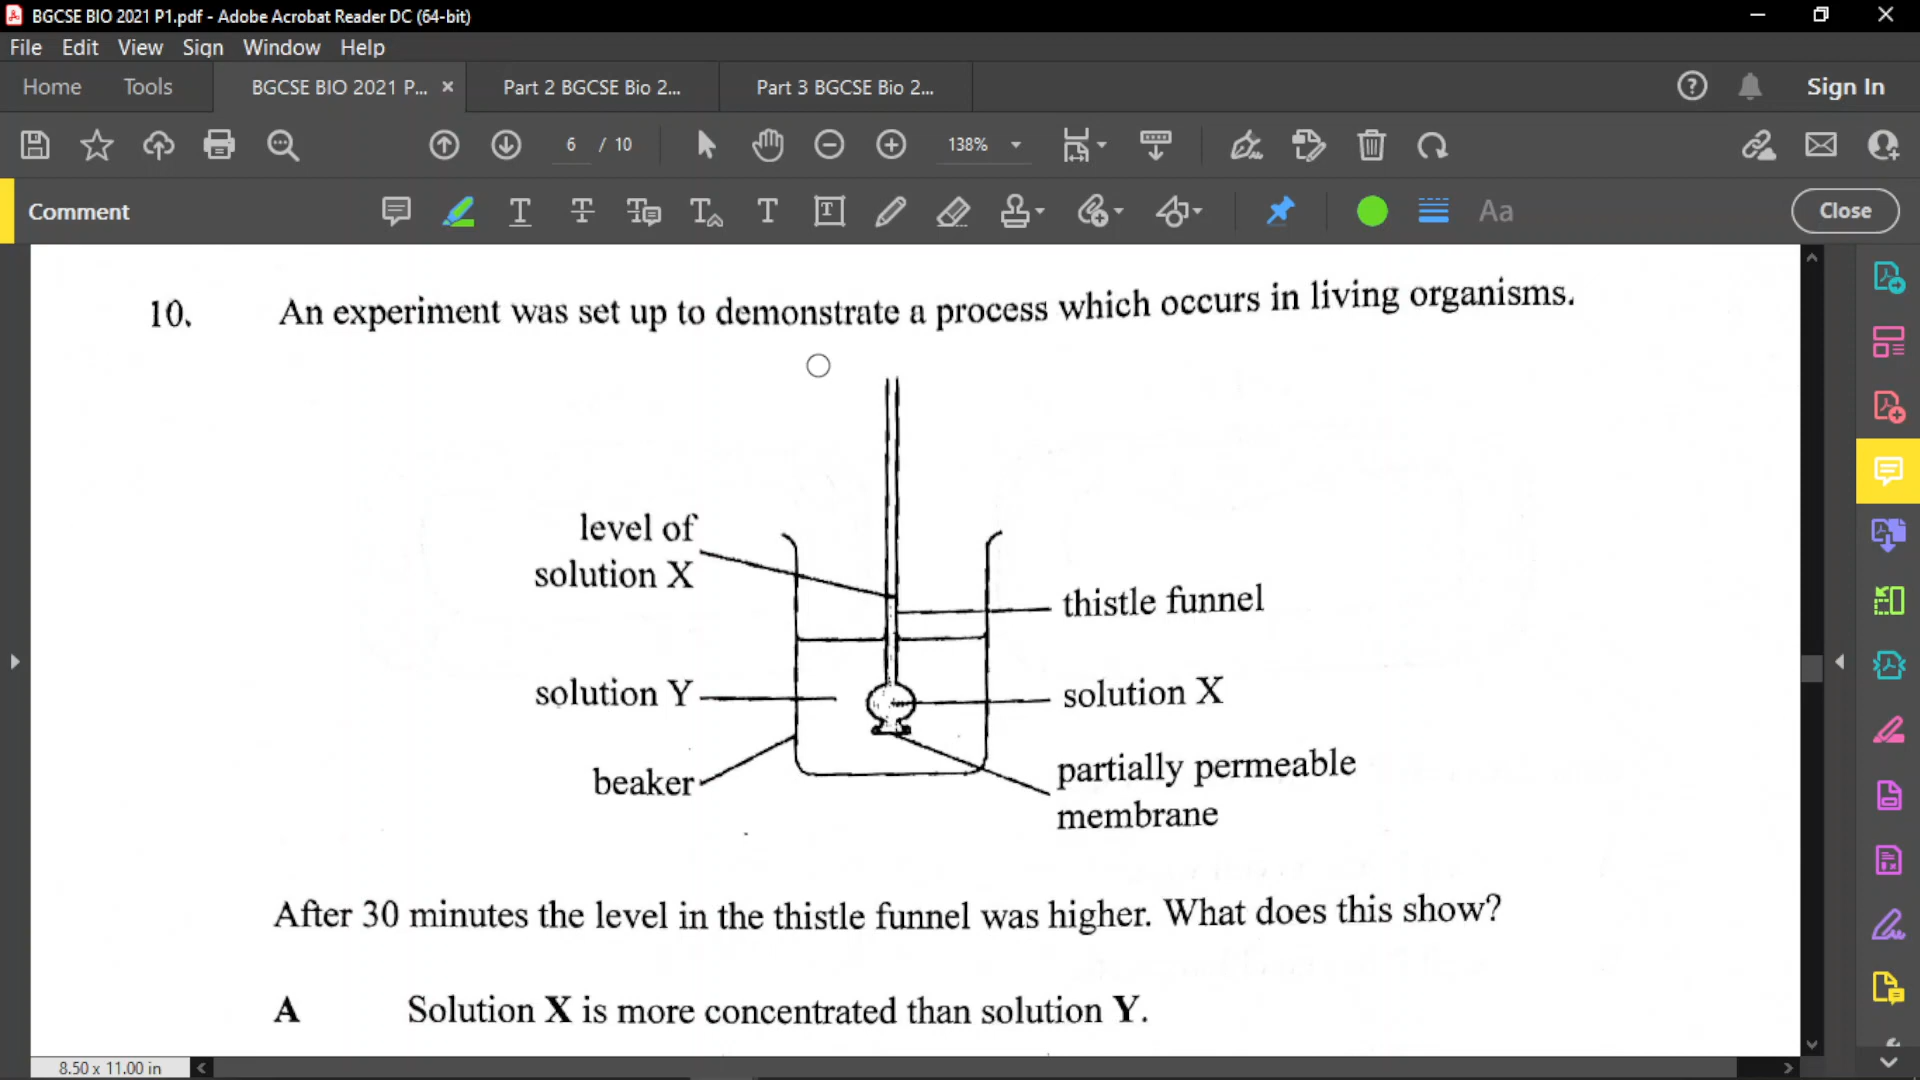 BGCSE BIO 2021 P1.pdf - Adobe Acrobat Reader DC (64-bit)
File Edit View Sign Window Help
Home Tools BGCSE BIO 2021 P... × Part 2 BGCSE Bio 2... Part 3 BGCSE Bio 2... Sign In
6 / 10 138%
Comment Aa Close
10. An experiment was set up to demonstrate a process which occurs in living organisms.
level of
solution X
thistle funnel
solution Y
solution X
beaker
partially permeable
membrane
After 30 minutes the level in the thistle funnel was higher. What does this show?
A Solution X is more concentrated than solution Y.
8.50 x 11.00 in